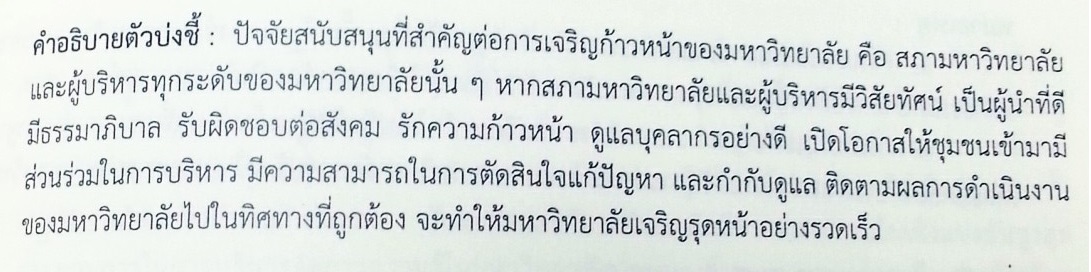 คำอธิบายตัวบ่งชี้ : ปัจจัยสนับสนุนที่สำคัญต่อการเจริญก้าวหน้าของมหาวิทยาลัย คือ สภามหาวิทยาลัย
และผู้บริหารทุกระดับของมหาวิทยาลัยนั้น ๆ หากสภามหาวิทยาลัยและผู้บริหารมีวิสัยทัศน์ เป็นผู้นำที่ดี
มีธรรมาภิบาล รับผิดชอบต่อสังคม รักความก้าวหน้า ดูแลบุคลากรอย่างดี เปิดโอกาสให้ชุมชนเข้ามามี
ส่วนร่วมในการบริหาร มีความสามารถในการตัดสินใจแก้ปัญหา และกำกับดูแล ติดตามผลการดำเนินงาน
ของมหาวิทยาลัยไปในทิศทางที่ถูกต้อง จะทำให้มหาวิทยาลัยเจริญรุดหน้าอย่างรวดเร็ว